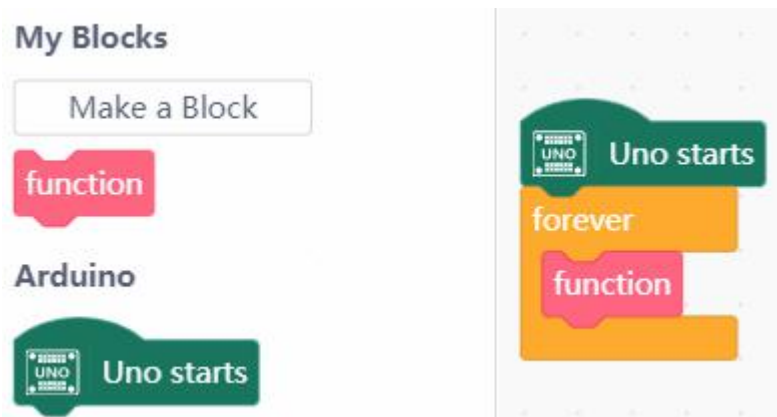 My Blocks
Make a Block
function
Arduino
UNO Uno starts
UNO Uno starts
forever
function